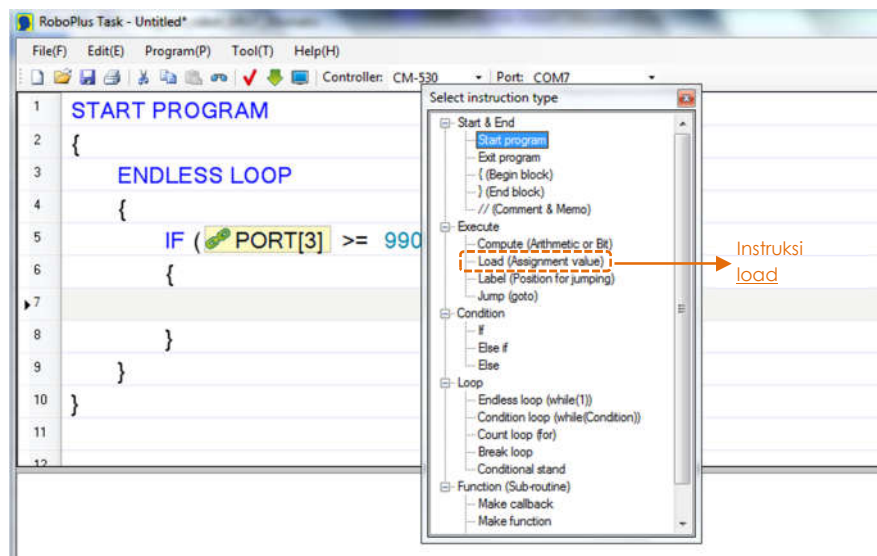 RoboPlus Task - Untitled*
File(F) Edit(E) Program(P) Tool(T) Help(H)
Controller: CM-530 Port: COM7
1 START PROGRAM
2 {
3 ENDLESS LOOP
4 {
5 IF ( PORT[3] >= 990
6 {
7
8 }
9 }
10 }
11
12
Select instruction type
Start & End
Start program
Exit program
{ (Begin block)
} (End block)
// (Comment & Memo)
Execute
Compute (Arithmetic or Bit)
Load (Assignment value)
Label (Position for jumping)
Jump (goto)
Condition
If
Else if
Else
Loop
Endless loop (while(1))
Condition loop (while(Condition))
Count loop (for)
Break loop
Conditional stand
Function (Sub-routine)
Make callback
Make function
Instruksi
load